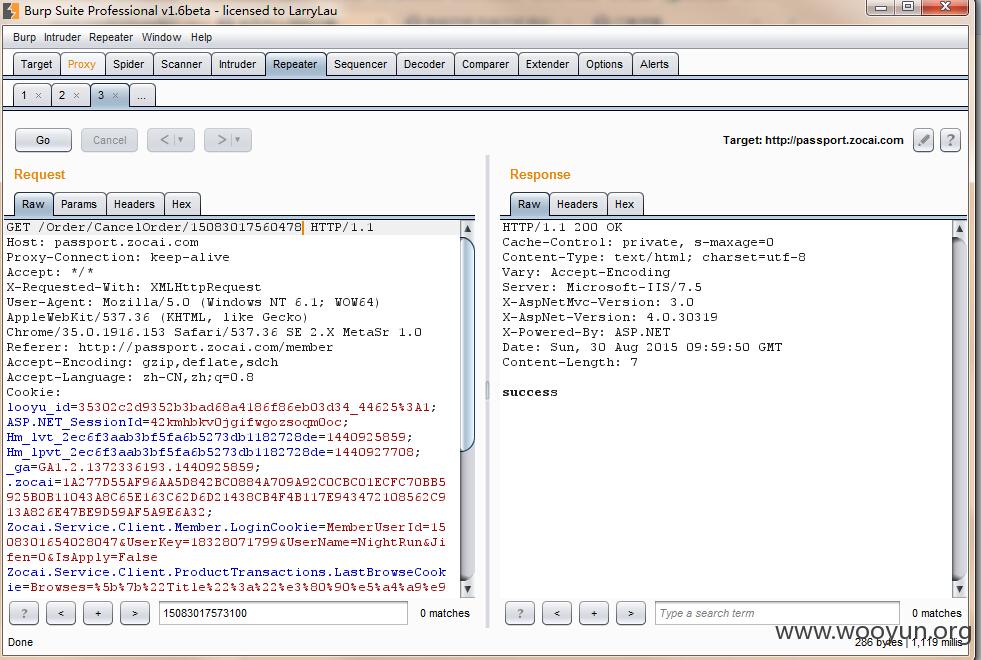 Burp Suite Professional v1.6beta - licensed to LarryLau
Burp Intruder Repeater Window Help
Target Proxy Spider Scanner Intruder Repeater Sequencer Decoder Comparer Extender Options Alerts
1 × 2 × 3 × ...
Go Cancel < > Target: http://passport.zocai.com ?
Request
Raw Params Headers Hex
GET /Order/CancelOrder/15083017560478 HTTP/1.1
Host: passport.zocai.com
Proxy-Connection: keep-alive
Accept: */*
X-Requested-With: XMLHttpRequest
User-Agent: Mozilla/5.0 (Windows NT 6.1; WOW64)
AppleWebKit/537.36 (KHTML, like Gecko)
Chrome/35.0.1916.153 Safari/537.36 SE 2.X MetaSr 1.0
Referer: http://passport.zocai.com/member
Accept-Encoding: gzip,deflate,sdch
Accept-Language: zh-CN,zh;q=0.8
Cookie:
looyu_id=35302c2d9352b3bad68a4186f86eb03d34_44625%3A1;
ASP.NET_SessionId=42kmhbkv0jgifwgozsoqm0oc;
Hm_lvt_2ec6f3aab3bf5fa6b5273db1182728de=1440925859;
Hm_lpvt_2ec6f3aab3bf5fa6b5273db1182728de=1440927708;
_ga=GA1.2.1372336193.1440925859;
.zocai=1A277D55AF96AA5D842BC0884A709A92C0CBC01ECFC70BB5
925B0B11043A8C65E163C62D6D21438CB4F4B117E943472108562C9
13A826E47BE9D59AF5A9E6A32;
Zocai.Service.Client.Member.LoginCookie=MemberUserId=15
08301654028047&UserKey=18328071799&UserName=NightRun&Ji
fen=0&IsApply=False
Zocai.Service.Client.ProductTransactions.LastBrowseCook
ie=Browses=%5b%7b%22Title%22%3a%22%e3%80%90%e5%a4%a9%e9
? < + > 15083017573100 0 matches
Response
Raw Headers Hex
HTTP/1.1 200 OK
Cache-Control: private, s-maxage=0
Content-Type: text/html; charset=utf-8
Vary: Accept-Encoding
Server: Microsoft-IIS/7.5
X-AspNetMvc-Version: 3.0
X-AspNet-Version: 4.0.30319
X-Powered-By: ASP.NET
Date: Sun, 30 Aug 2015 09:59:50 GMT
Content-Length: 7
success
? < + > Type a search term 0 matches
Done
286 bytes | 1,119 millis
www.wooyun.org